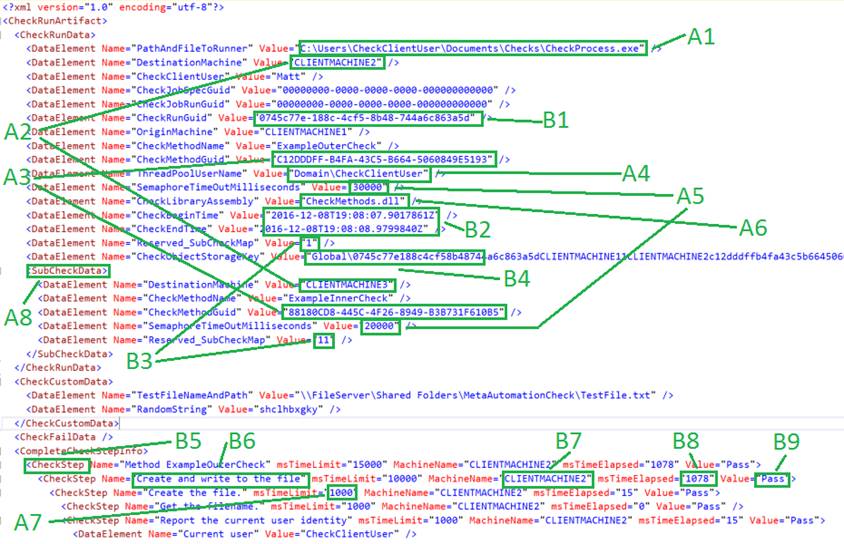 <?xml version="1.0" encoding="utf-8"?>
<CheckRunArtifact>
<CheckRunData>
<DataElement Name="PathAndFileToRunner" Value="C:\Users\CheckClientUser\Documents\Checks\CheckProcess.exe" />
A1
<DataElement Name="DestinationMachine" Value="CLIENTMACHINE2" />
<DataElement Name="CheckClientUser" Value="Matt" />
<DataElement Name="CheckJobSpecGuid" Value="00000000-0000-0000-0000-000000000000" />
<DataElement Name="CheckJobRunGuid" Value="00000000-0000-0000-0000-000000000000" />
<DataElement Name="CheckRunGuid" Value="0745c77e-188c-4cf5-8b48-744a6c863a5d" />
B1
A2
<DataElement Name="OriginMachine" Value="CLIENTMACHINE1" />
<DataElement Name="CheckMethodName" Value="ExampleOuterCheck" />
<DataElement Name="CheckMethodGuid" Value="C12DDDFF-B4FA-43C5-B664-5060849E5193" />
A3
<DataElement Name="ThreadPoolUserName" Value="Domain\CheckClientUser" />
A4
<DataElement Name="SemaphoreTimeOutMilliseconds" Value="30000" />
A5
<DataElement Name="CheckLibraryAssembly" Value="CheckMethods.dll" />
A6
<DataElement Name="CheckBeginTime" Value="2016-12-08T19:08:07.9017861Z" />
B2
<DataElement Name="CheckEndTime" Value="2016-12-08T19:08:08.9799840Z" />
<DataElement Name="Reserved_SubCheckMap" Value="1" />
<DataElement Name="CheckObjectStorageKey" Value="Global\0745c77e188c4cf58b48744a6c863a5dCLIENTMACHINE11CLIENTMACHINE2c12dddffb4fa43c5b664506
<SubCheckData>
B4
<DataElement Name="DestinationMachine" Value="CLIENTMACHINE3" />
<DataElement Name="CheckMethodName" Value="ExampleInnerCheck" />
<DataElement Name="CheckMethodGuid" Value="88180CD8-445C-4F26-8949-B3B731F610B5" />
A8
<DataElement Name="SemaphoreTimeOutMilliseconds" Value="20000" />
<DataElement Name="Reserved_SubCheckMap" Value="11" />
B3
</SubCheckData>
</CheckRunData>
<CheckCustomData>
<DataElement Name="TestFileNameAndPath" Value="\\FileServer\Shared Folders\MetaAutomationCheck\TestFile.txt" />
<DataElement Name="RandomString" Value="shclhbxgky" />
</CheckCustomData>
<CheckFailData />
B5 B6 B7 B8 B9
<CompleteCheckStepInfo>
<CheckStep Name="Method ExampleOuterCheck" msTimeLimit="15000" MachineName="CLIENTMACHINE2" msTimeElapsed="1078" Value="Pass">
<CheckStep Name="Create and write to the file" msTimeLimit="10000" MachineName="CLIENTMACHINE2" msTimeElapsed="1078" Value="Pass">
<CheckStep Name="Create the file." msTimeLimit="1000" MachineName="CLIENTMACHINE2" msTimeElapsed="15" Value="Pass">
<CheckStep Name="Get the filename." msTimeLimit="1000" MachineName="CLIENTMACHINE2" msTimeElapsed="0" Value="Pass" />
A7
<CheckStep Name="Report the current user identity" msTimeLimit="1000" MachineName="CLIENTMACHINE2" msTimeElapsed="15" Value="Pass">
<DataElement Name="Current user" Value="CheckClientUser" />